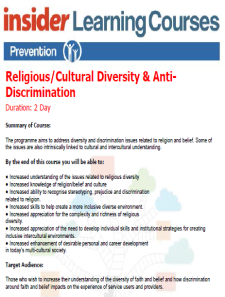 insider Learning Courses
Prevention
Religious/Cultural Diversity & Anti-
Discrimination
Duration: 2 Day
Summary of Course:
The programme aims to address diversity and discrimination issues related to religion and belief. Some of
the issues are also intrinsically linked to cultural and intercultural understanding.
By the end of this course you will be able to:
● Increased understanding of the issues related to religious diversity
● Increased knowledge of religion/belief and culture
● Increased ability to recognise stereotyping, prejudice and discrimination
related to religion.
● Increased skills to help create a more inclusive diverse environment.
● Increased appreciation for the complexity and richness of religious
diversity.
● Increased appreciation of the need to develop individual skills and institutional strategies for creating
inclusive intercultural environments.
● Increased enhancement of desirable personal and career development
in today's multi-cultural society.
Target Audience:
Those who wish to increase their understanding of the diversity of faith and belief and how discrimination
around faith and belief impacts on the experience of service users and providers.